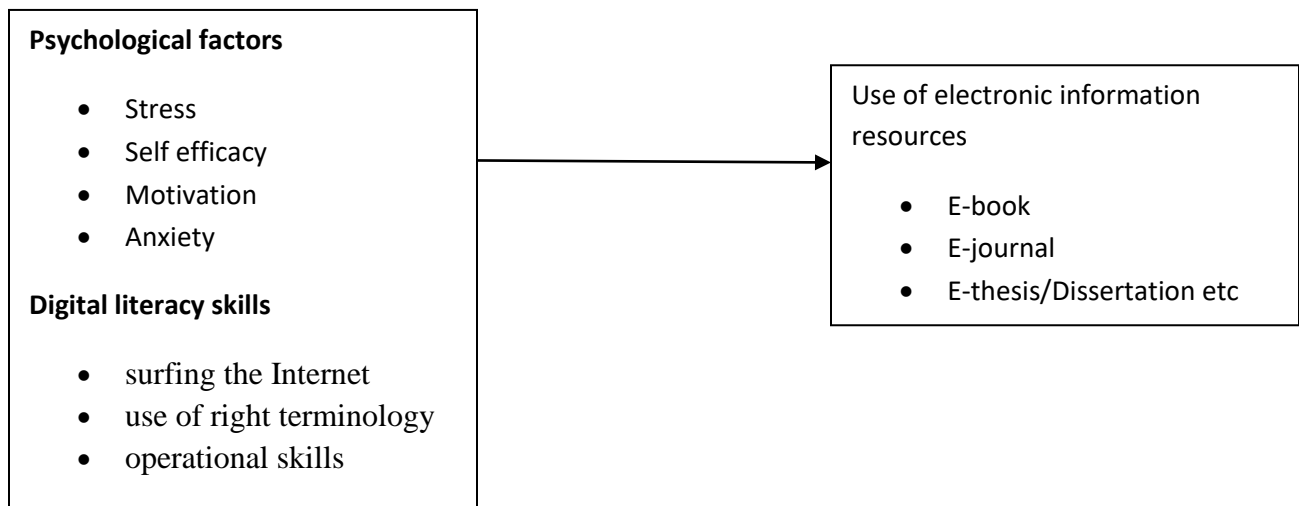 Psychological factors
• Stress
• Self efficacy
• Motivation
• Anxiety
Digital literacy skills
• surfing the Internet
• use of right terminology
• operational skills
Use of electronic information
resources
• E-book
• E-journal
• E-thesis/Dissertation etc